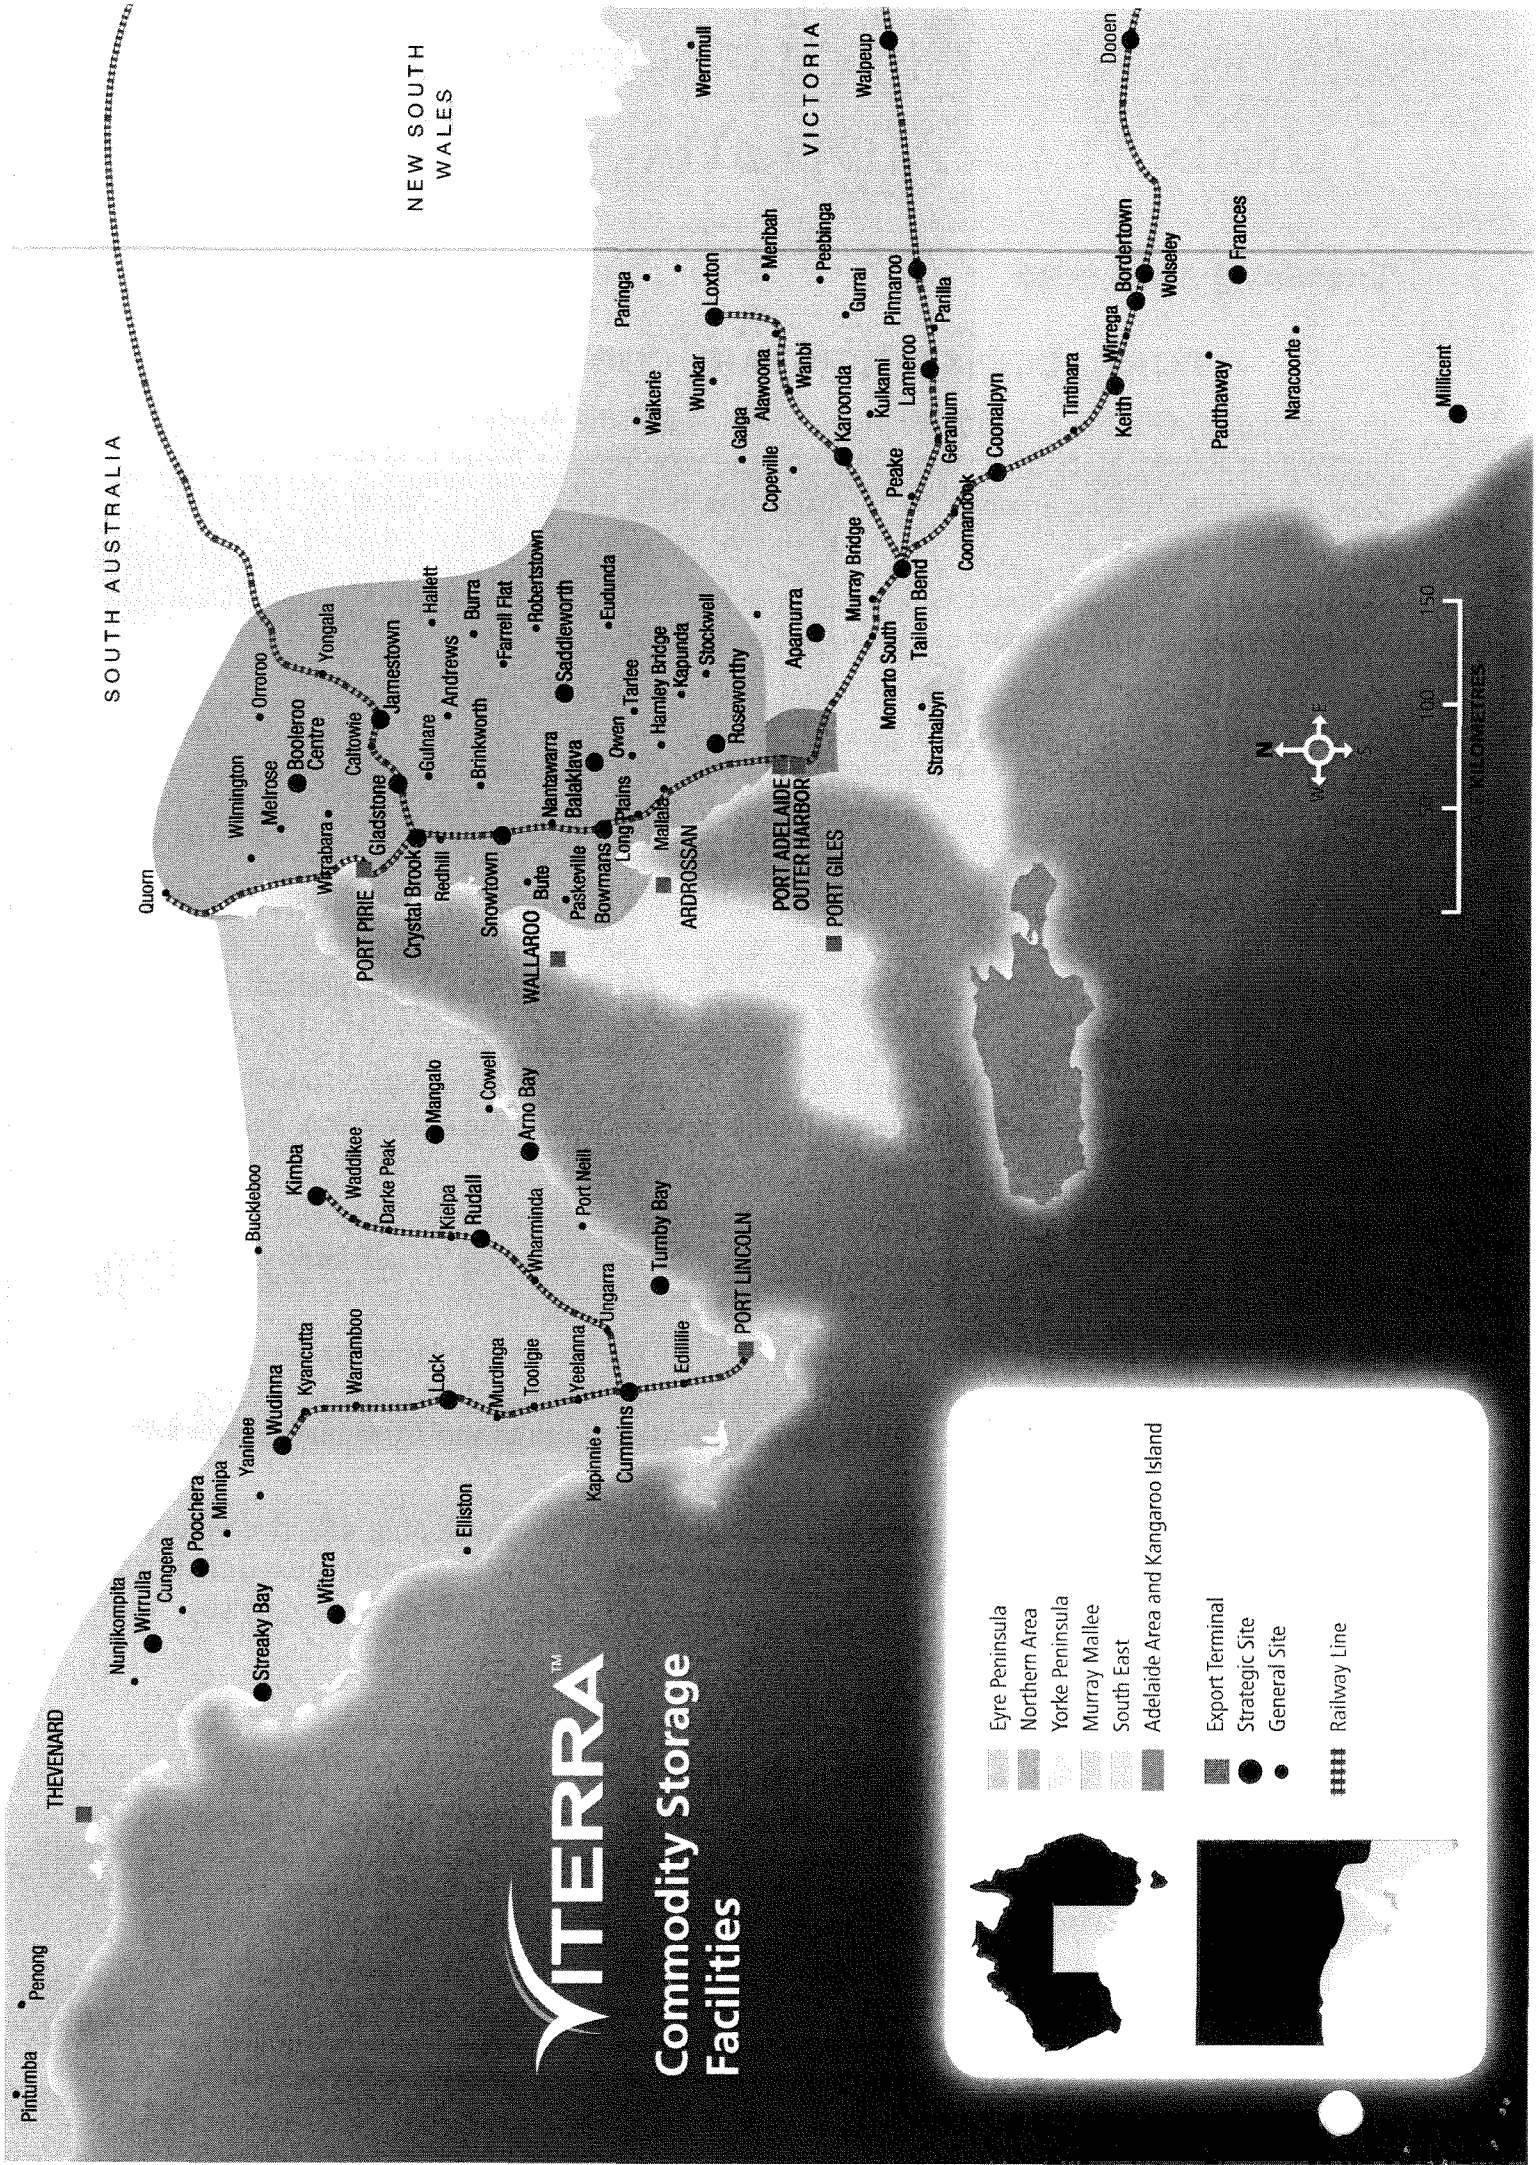 SOUTH AUSTRALIA
NEW SOUTH
WALES
VICTORIA
Pintumba
Penong
THEVENARD
Nunjikompita
Wirrulla
Cungena
Poochera
Minnipa
Yaninee
Streaky Bay
Witera
Wudinna
Kyancutta
Warramboo
Buckleboo
Kimba
Waddikee
Darke Peak
Kielpa
Rudall
Mangalo
Cowell
Arno Bay
Lock
Murdinga
Tooligie
Yeelanna
Wharminda
Ungarra
Port Neill
Elliston
Kapinnie
Cummins
Edillilie
Tumby Bay
PORT LINCOLN
Quorn
Wilmington
Melrose
Orroroo
Booleroo
Centre
Yongala
Wirrabara
Caltowie
Jamestown
Gladstone
PORT PIRIE
Crystal Brook
Redhill
Gulnare
Andrews
Hallett
Burra
Farrell Flat
Robertstown
Brinkworth
Snowtown
Bute
Nantawarra
Balaklava
Saddleworth
Eudunda
Paskeville
Bowmans
Long Plains
Owen
Tarlee
Hamley Bridge
Kapunda
Stockwell
Mallala
Roseworthy
WALLAROO
ARDROSSAN
PORT ADELAIDE
OUTER HARBOR
PORT GILES
Apamurra
Murray Bridge
Monarto South
Tailem Bend
Strathalbyn
Paringa
Waikerie
Wunkar
Loxton
Werrimull
Galga
Alawoona
Meribah
Copeville
Wanbi
Peebinga
Karoonda
Gurrai
Kulkami
Walpeup
Pinnaroo
Lameroo
Parilla
Peake
Geranium
Coomandook
Coonalpyn
Tintinara
Keith
Wirrega
Bordertown
Wolseley
Dooen
Frances
Padthaway
Naracoorte
Millicent
VITERRA™
Commodity Storage
Facilities
Eyre Peninsula
Northern Area
Yorke Peninsula
Murray Mallee
South East
Adelaide Area and Kangaroo Island
Export Terminal
Strategic Site
General Site
Railway Line
N
E
S
W
0 50 100 150
SCALE KILOMETRES